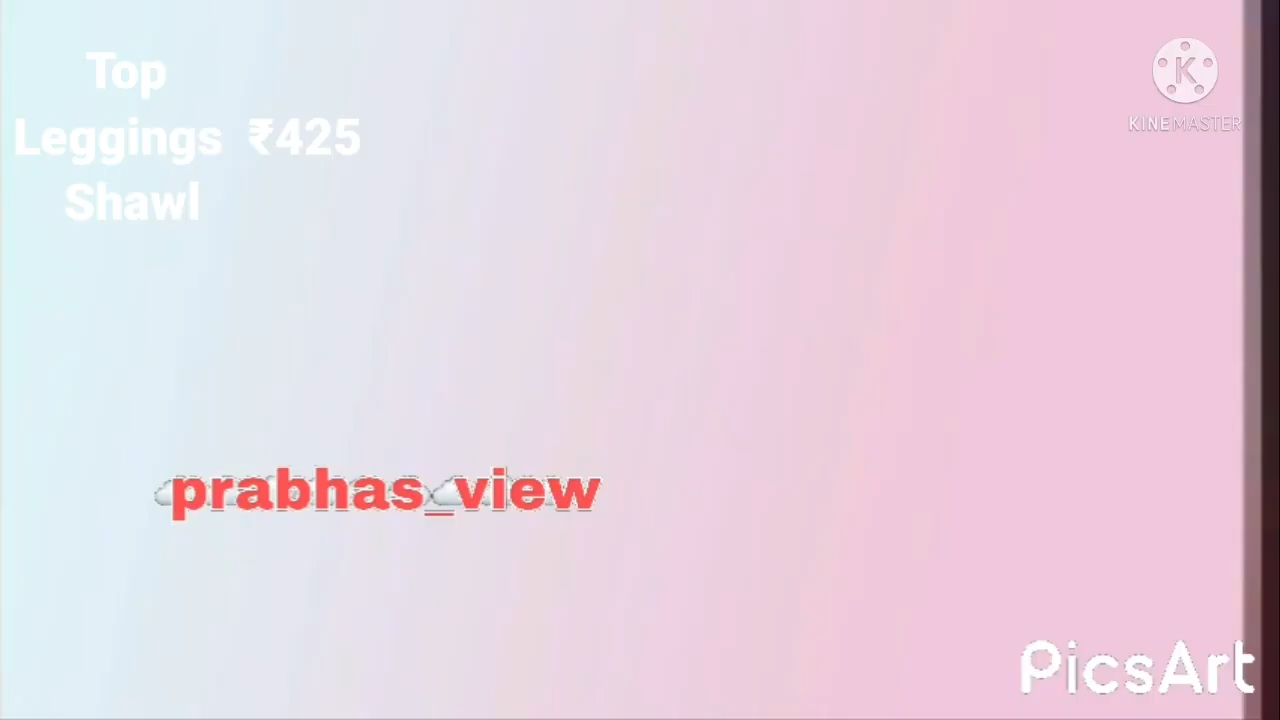 Top
Leggings ₹425
Shawl
KINEMASTER
prabhas_view
PicsArt